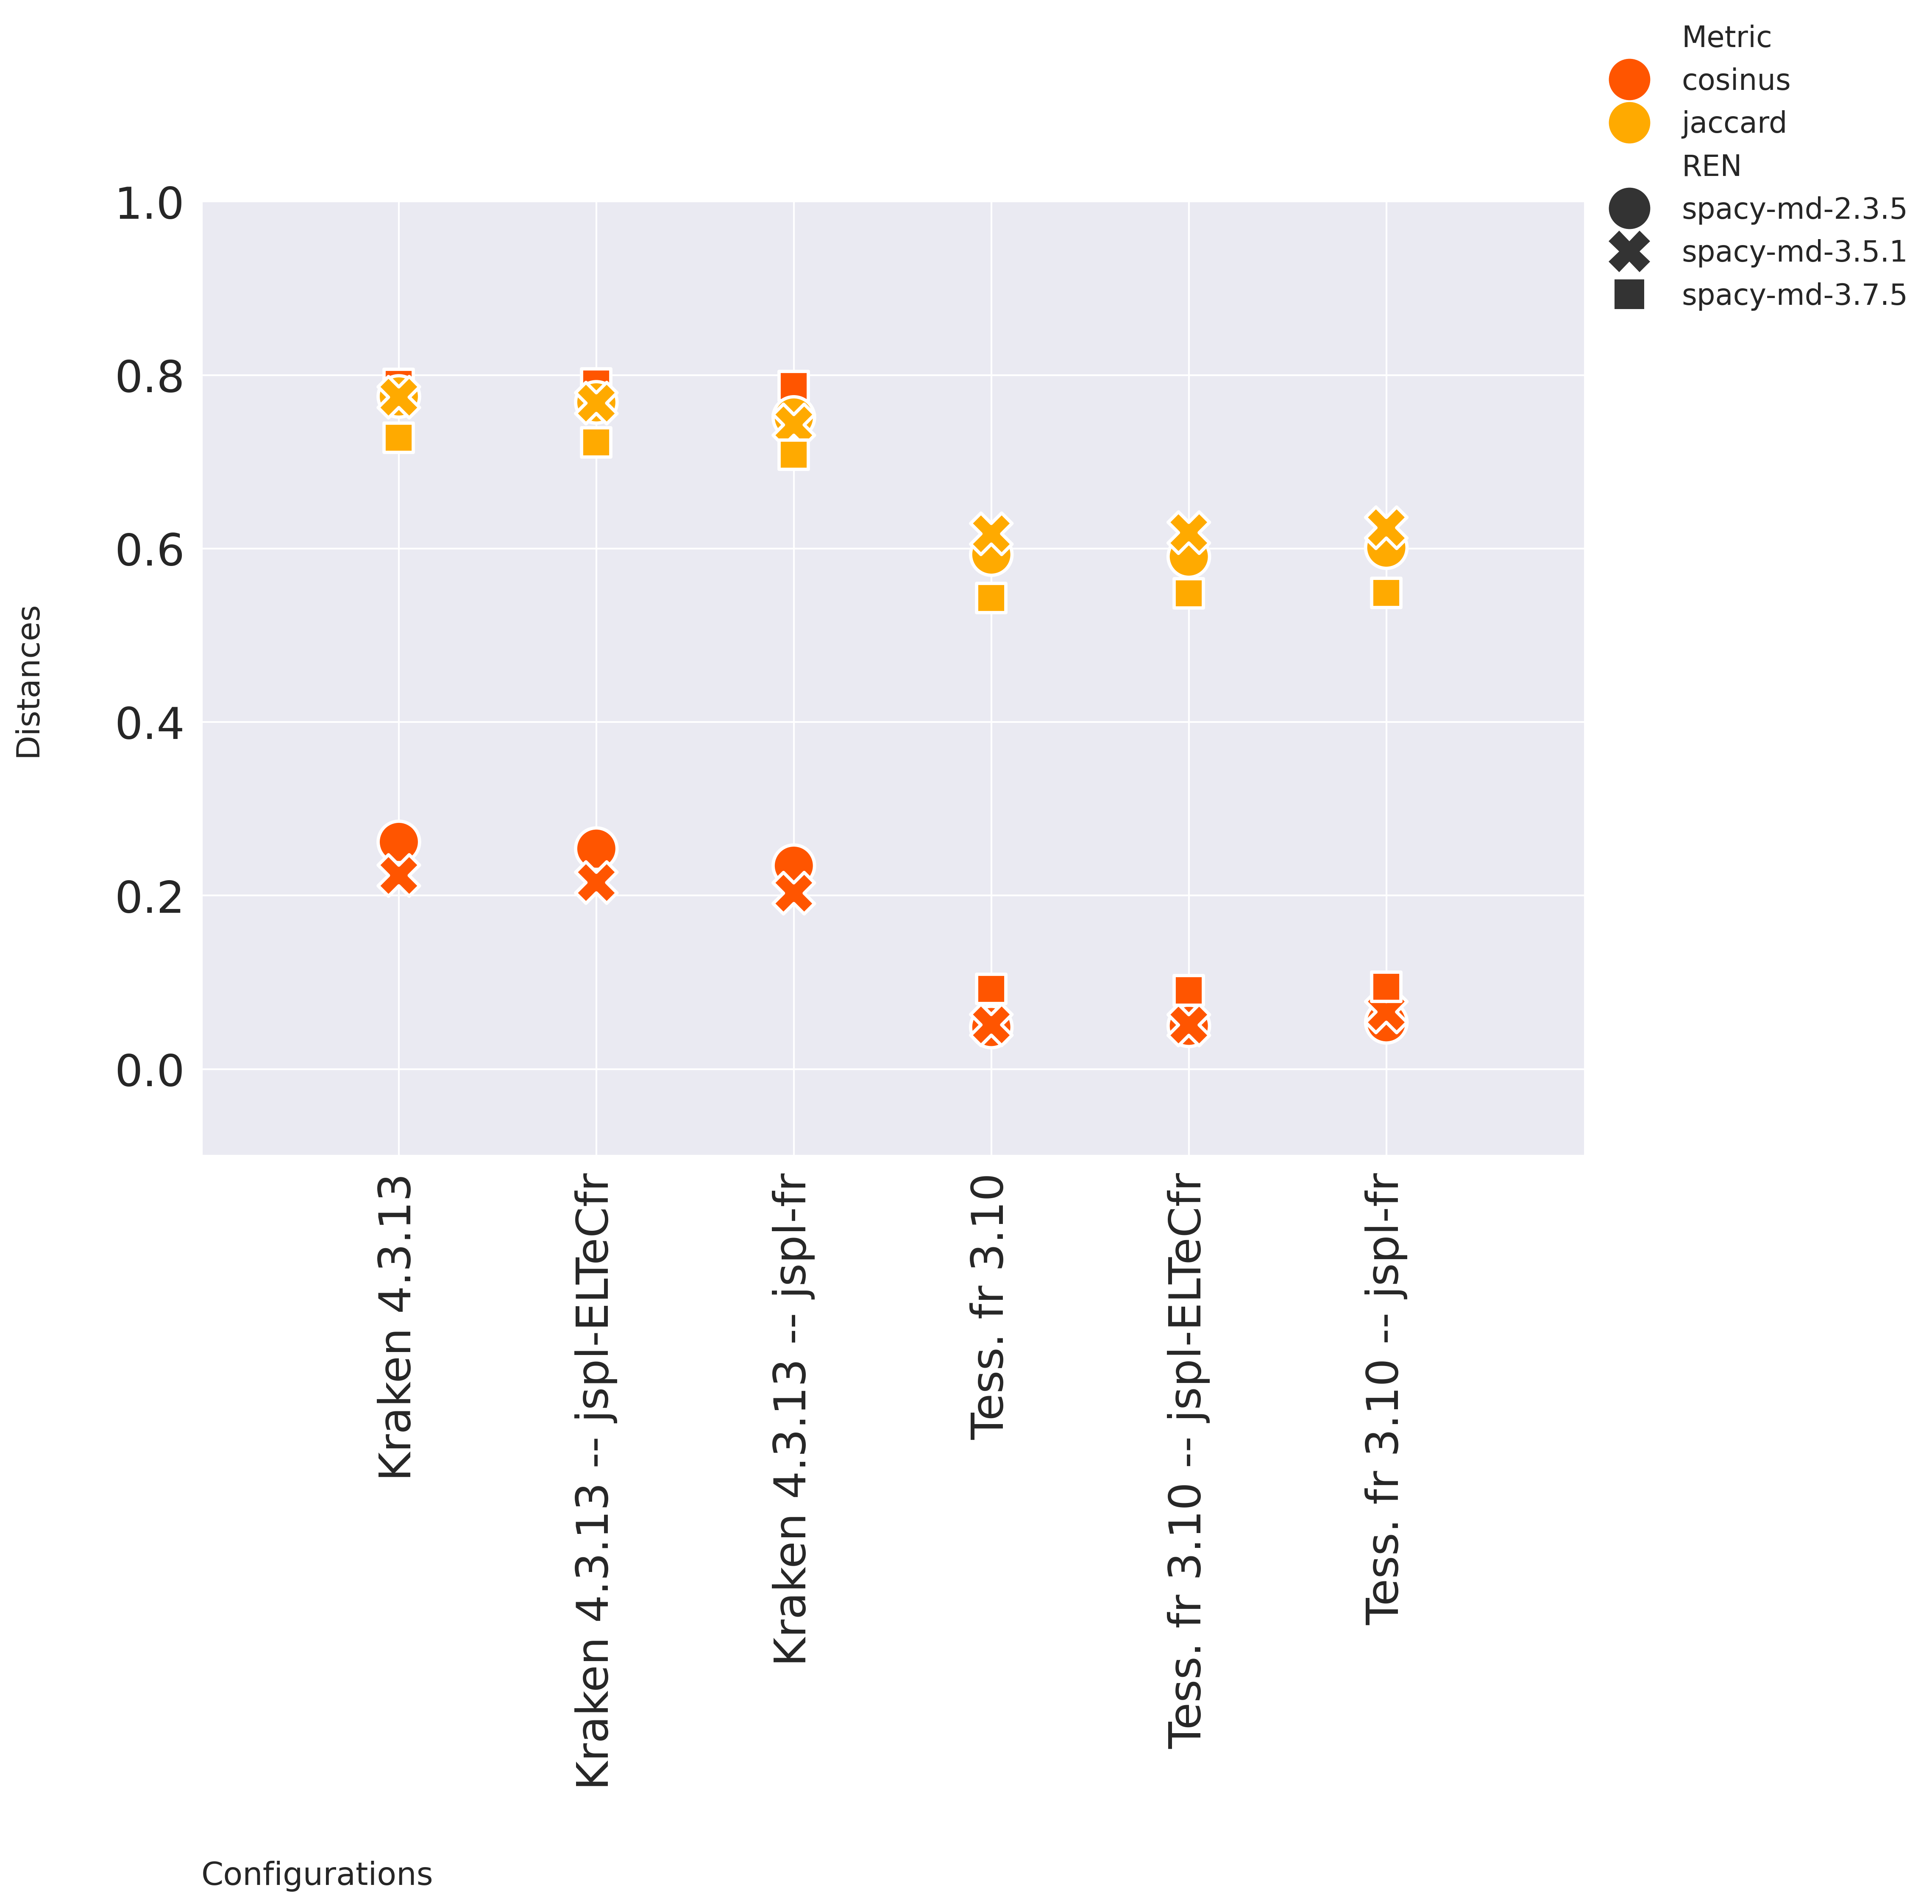 Metric
cosinus
jaccard
REN
spacy-md-2.3.5
spacy-md-3.5.1
spacy-md-3.7.5
1.0
0.8
0.6
0.4
0.2
0.0
Distances
Kraken 4.3.13
Kraken 4.3.13 -- jspl-ELTeCfr
Kraken 4.3.13 -- jspl-fr
Tess. fr 3.10
Tess. fr 3.10 -- jspl-ELTeCfr
Tess. fr 3.10 -- jspl-fr
Configurations